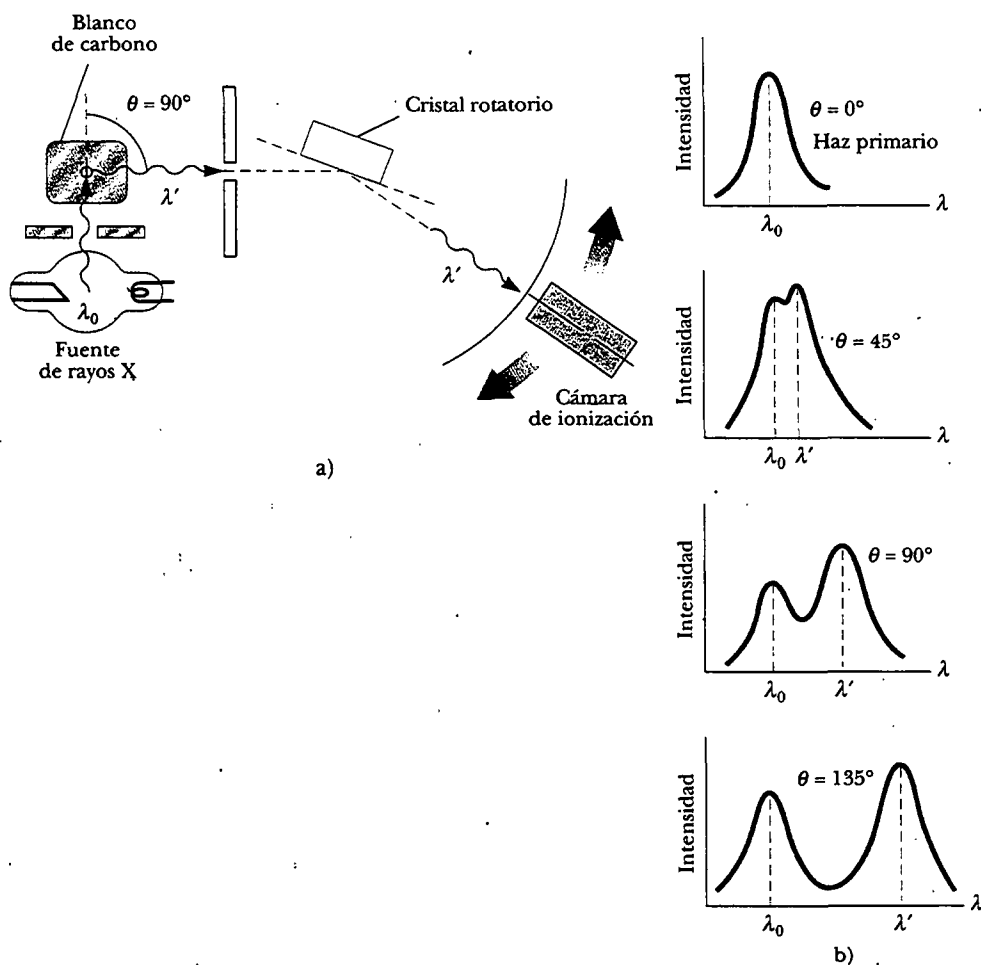 Blanco
de carbono
θ = 90°
λ′
Cristal rotatorio
λ′
λ₀
Fuente
de rayos X
Cámara
de ionización
a)
Intensidad
θ = 0°
Haz primario
λ
λ₀
Intensidad
θ = 45°
λ
λ₀ λ′
Intensidad
θ = 90°
λ
λ₀ λ′
Intensidad
θ = 135°
λ
λ₀ λ′
b)